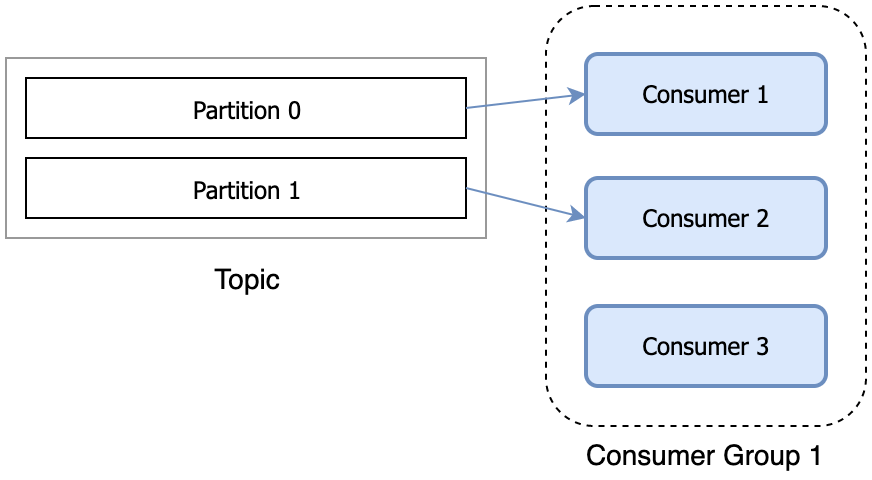 Partition 0
Partition 1
Topic
Consumer 1
Consumer 2
Consumer 3
Consumer Group 1